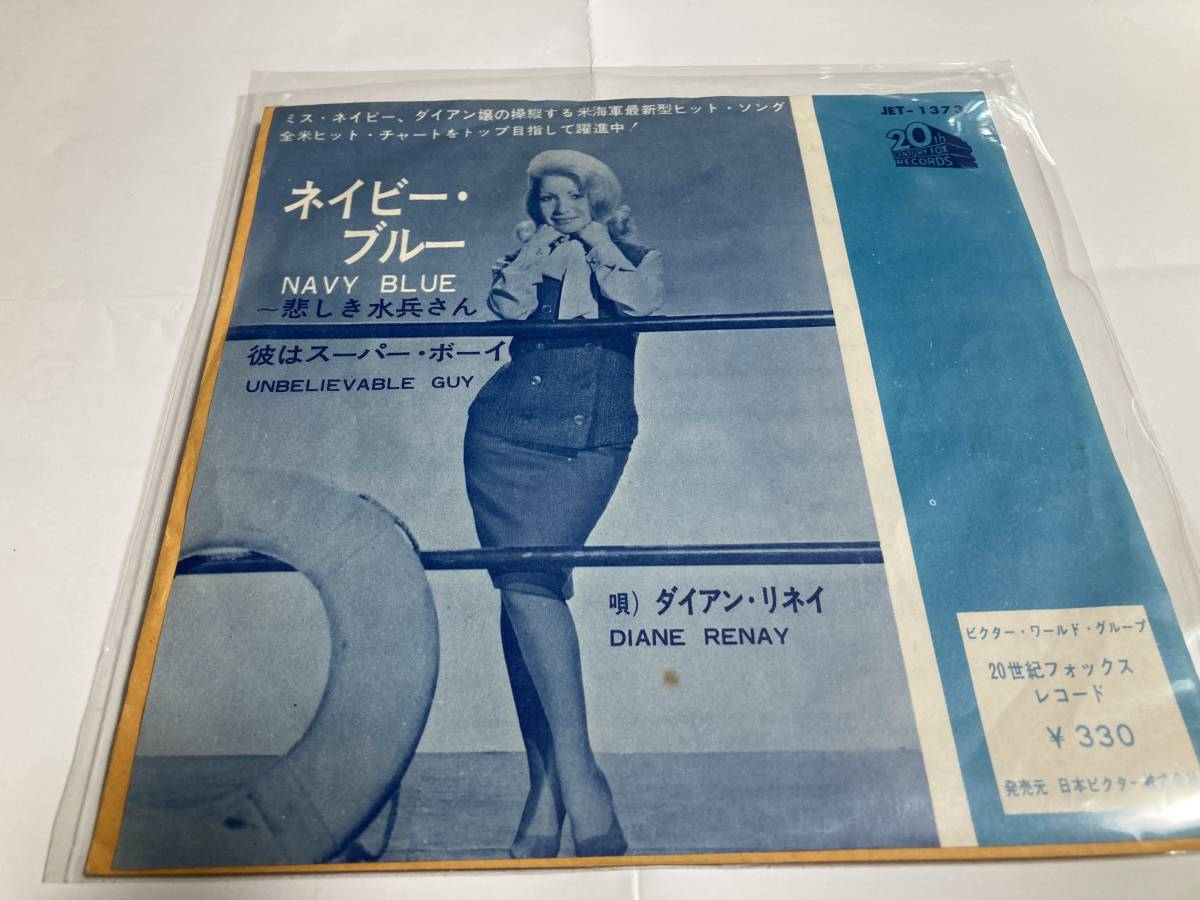 ミス・ネイビー、ダイアン嬢の操縦する米海軍最新型ヒット・ソング
全米ヒット・チャートをトップ目指して躍進中!
JET-1373
20th
CENTURY FOX
RECORDS
ネイビー・
ブルー
NAVY BLUE
~悲しき水兵さん
彼はスーパー・ボーイ
UNBELIEVABLE GUY
唄) ダイアン・リネイ
DIANE RENAY
ビクター・ワールド・グループ
20世紀フォックス
レコード
¥330
発売元 日本ビクター株式会社